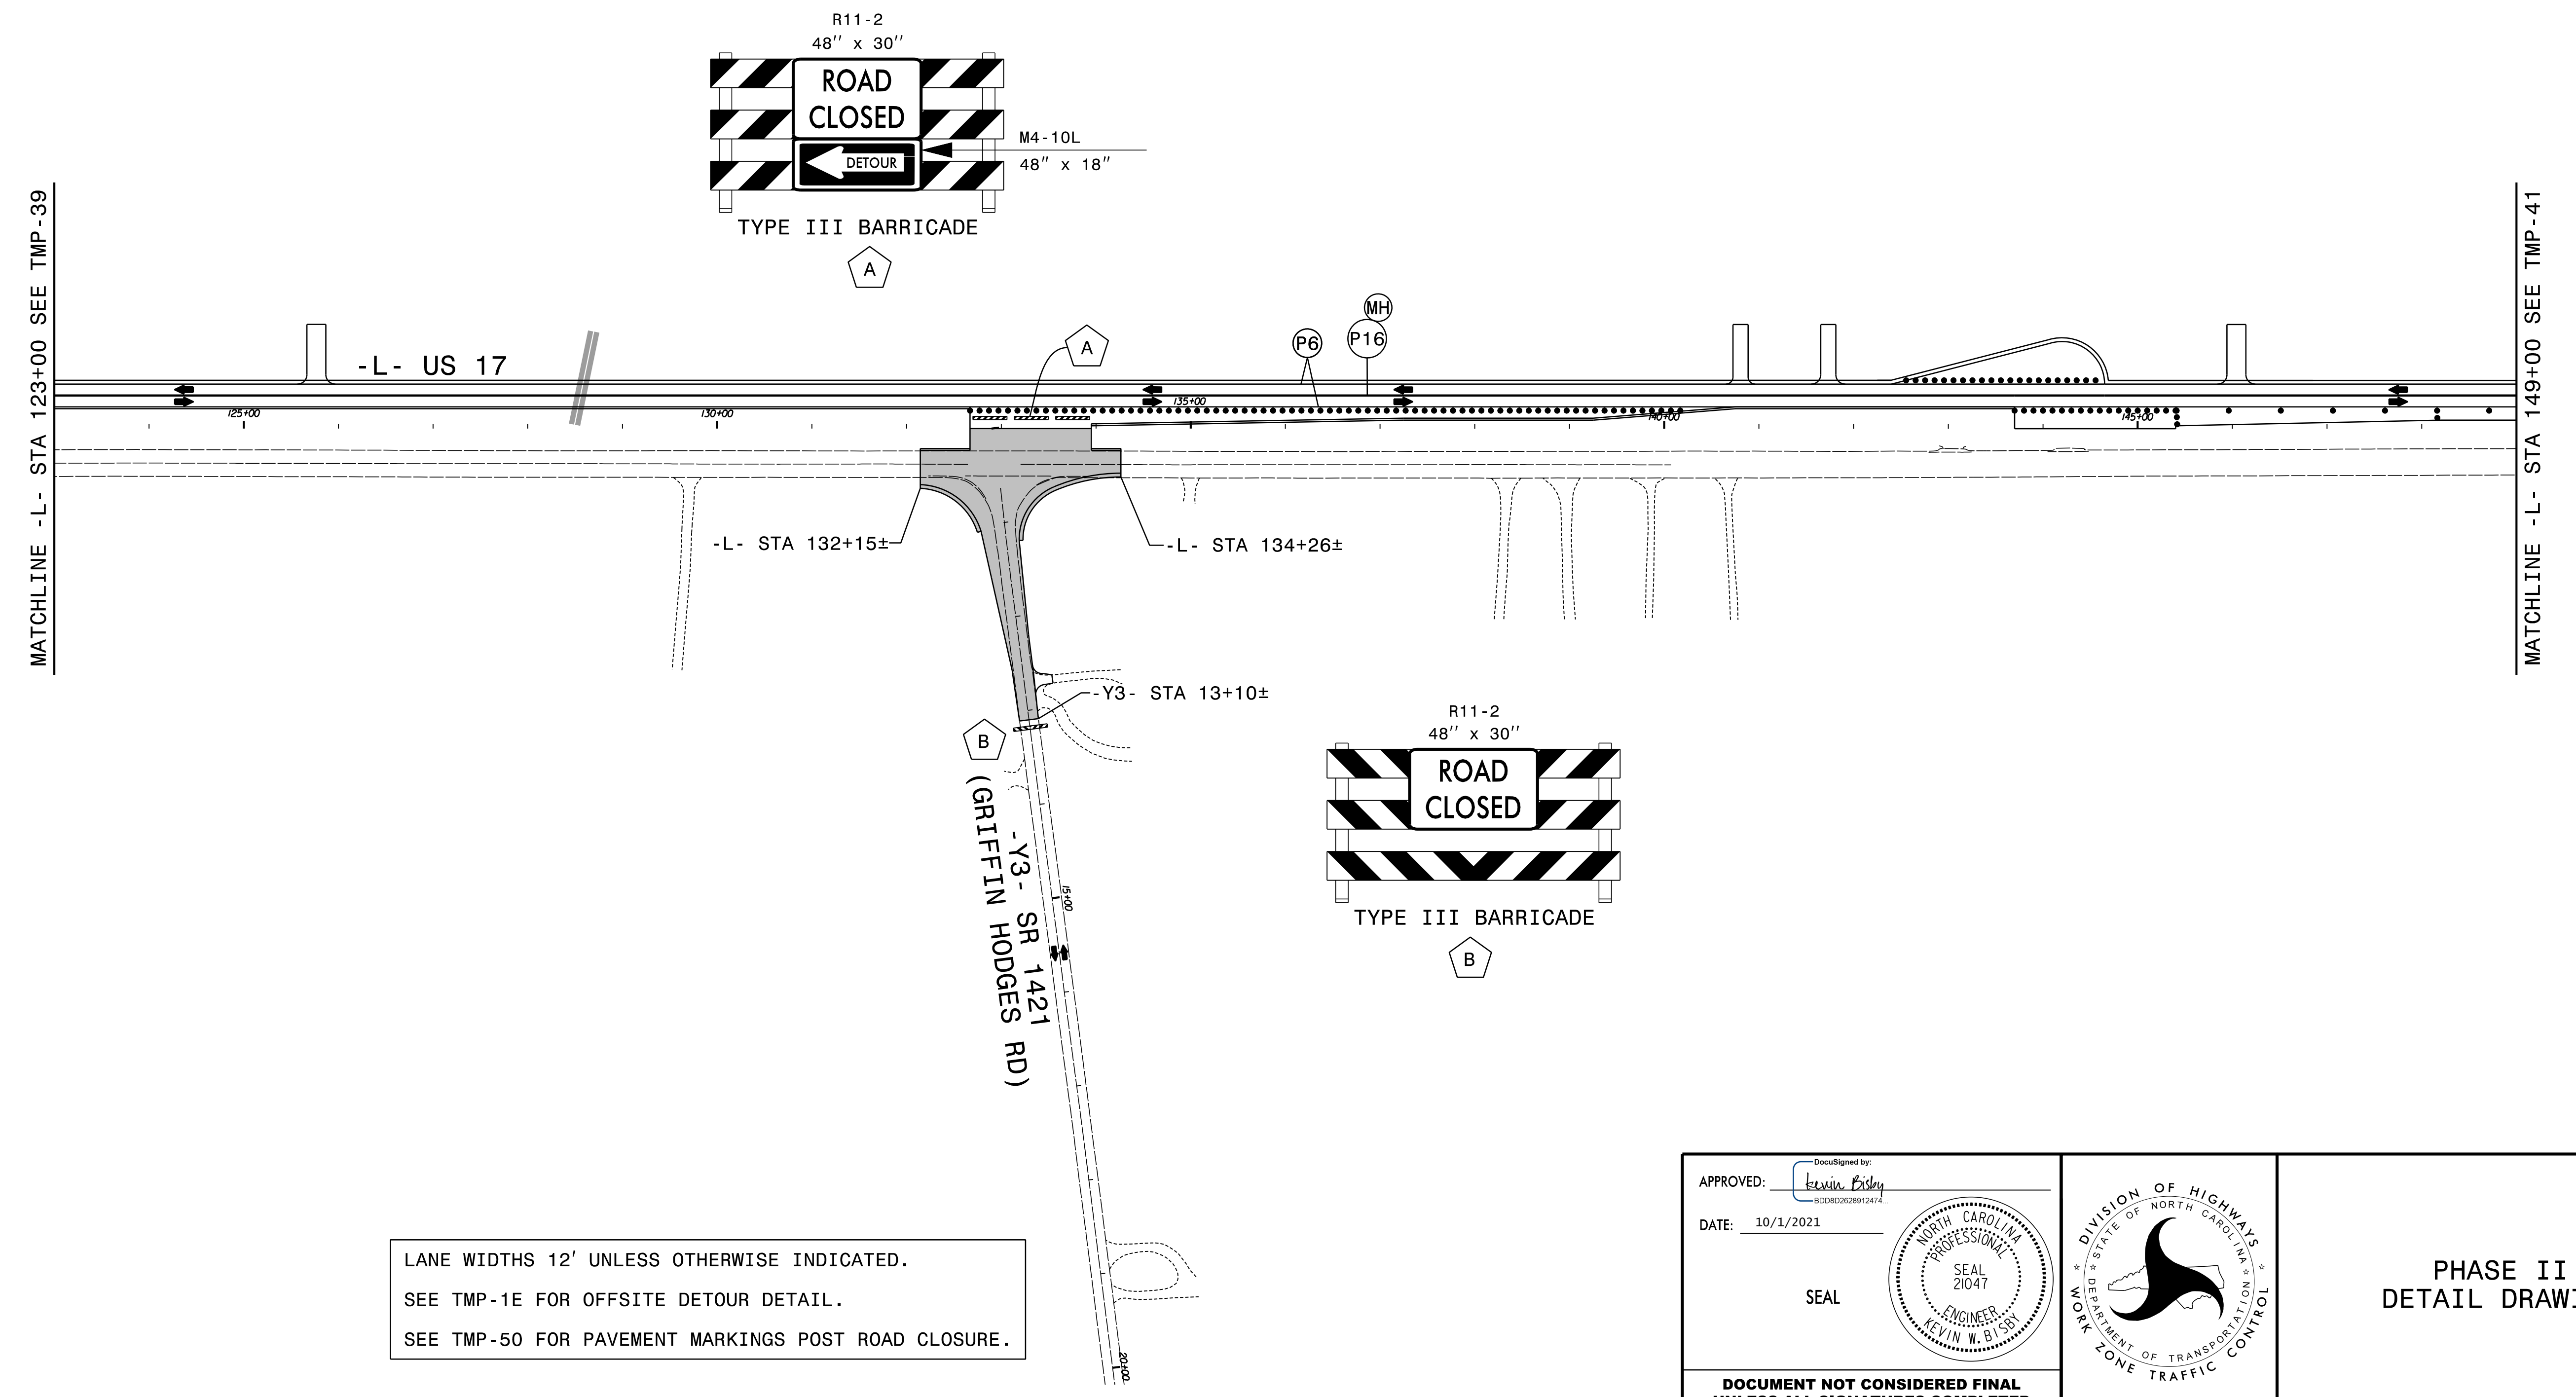 R11-2
48" x 30"
ROAD
CLOSED
DETOUR
M4-10L
48" x 18"
TYPE III BARRICADE
A
MATCHLINE -L- STA 123+00 SEE TMP-39
MATCHLINE -L- STA 149+00 SEE TMP-41
-L- US 17
A
P6
MH
P16
125+00
130+00
135+00
140+00
145+00
-L- STA 132+15±
-L- STA 134+26±
-Y3- STA 13+10±
B
-Y3- SR 1421
(GRIFFIN HODGES RD)
15+00
20+00
R11-2
48" x 30"
ROAD
CLOSED
TYPE III BARRICADE
B
LANE WIDTHS 12' UNLESS OTHERWISE INDICATED.
SEE TMP-1E FOR OFFSITE DETOUR DETAIL.
SEE TMP-50 FOR PAVEMENT MARKINGS POST ROAD CLOSURE.
APPROVED:
DocuSigned by:
Kevin Bisby
BDD8D2628912474...
DATE: 10/1/2021
SEAL
NORTH CAROLINA
PROFESSIONAL
SEAL
21047
ENGINEER
KEVIN W. BISBY
DOCUMENT NOT CONSIDERED FINAL
UNLESS ALL SIGNATURES COMPLETED
DIVISION OF HIGHWAYS
STATE OF NORTH CAROLINA
DEPARTMENT OF TRANSPORTATION
WORK ZONE TRAFFIC CONTROL
PHASE II
DETAIL